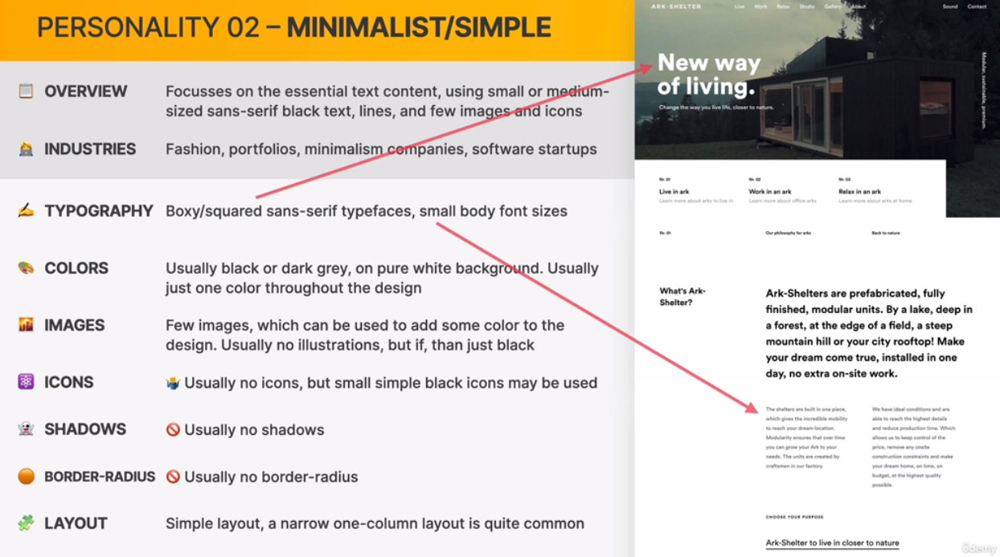 PERSONALITY 02 – MINIMALIST/SIMPLE
OVERVIEW
Focusses on the essential text content, using small or medium-
sized sans-serif black text, lines, and few images and icons
INDUSTRIES
Fashion, portfolios, minimalism companies, software startups
TYPOGRAPHY
Boxy/squared sans-serif typefaces, small body font sizes
COLORS
Usually black or dark grey, on pure white background. Usually
just one color throughout the design
IMAGES
Few images, which can be used to add some color to the
design. Usually no illustrations, but if, than just black
ICONS
Usually no icons, but small simple black icons may be used
SHADOWS
Usually no shadows
BORDER-RADIUS
Usually no border-radius
LAYOUT
Simple layout, a narrow one-column layout is quite common
ARK-SHELTER
Live Work Relax Studio Gallery About
Sound Contact
New way
of living.
Change the way you live life, closer to nature.
Modular, sustainable, premium.
Nr. 01
Live in ark
Learn more about arks to live in
Nr. 02
Work in an ark
Learn more about office arks
Nr. 03
Relax in an ark
Learn more about arks at home
Nr. 01
Our philosophy for arks
Back to nature
What's Ark-
Shelter?
Ark-Shelters are prefabricated, fully
finished, modular units. By a lake, deep in
a forest, at the edge of a field, a steep
mountain hill or your city rooftop! Make
your dream come true, installed in one
day, no extra on-site work.
The shelters are built in one piece,
which gives the incredible mobility
to reach your dream location.
Modularity ensures that over time
you can grow your Ark to your
needs. The units are created by
craftsmen in our factory.
We have ideal conditions and are
able to reach the highest details
and reduce production time. Which
allows us to keep control of the
price, remove any onsite
construction constraints and make
your dream home, on time, on
budget, at the highest quality
possible.
CHOOSE YOUR PURPOSE
Ark-Shelter to live in closer to nature
ûdemy